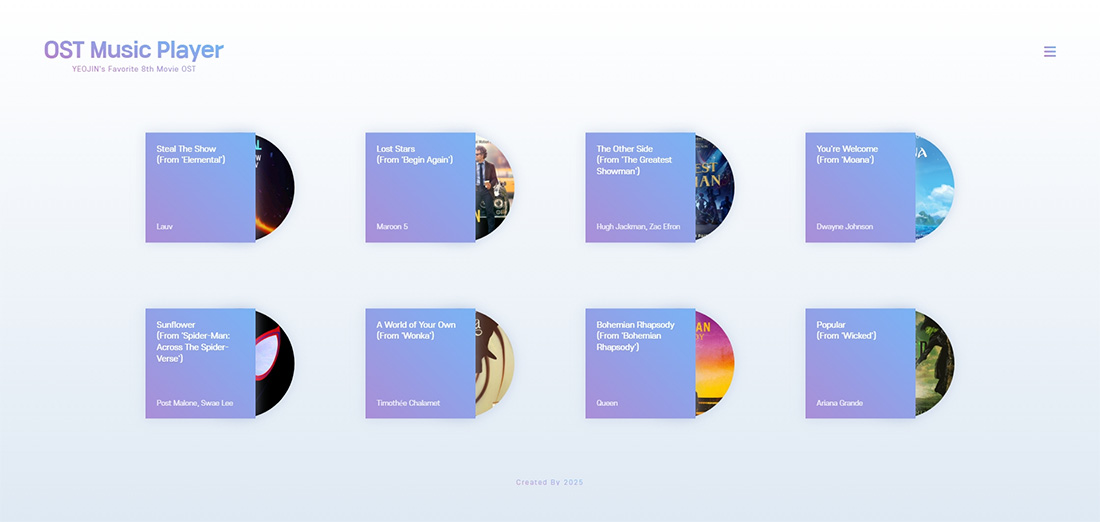 OST Music Player
YEOJIN's Favorite 8th Movie OST
Steal The Show
(From 'Elemental')
Lauv
Lost Stars
(From 'Begin Again')
Maroon 5
The Other Side
(From 'The Greatest
Showman')
Hugh Jackman, Zac Efron
You're Welcome
(From 'Moana')
Dwayne Johnson
Sunflower
(From 'Spider-Man:
Across The Spider-
Verse')
Post Malone, Swae Lee
A World of Your Own
(From 'Wonka')
Timothée Chalamet
Bohemian Rhapsody
(From 'Bohemian
Rhapsody')
Queen
Popular
(From 'Wicked')
Ariana Grande
Created By 2025